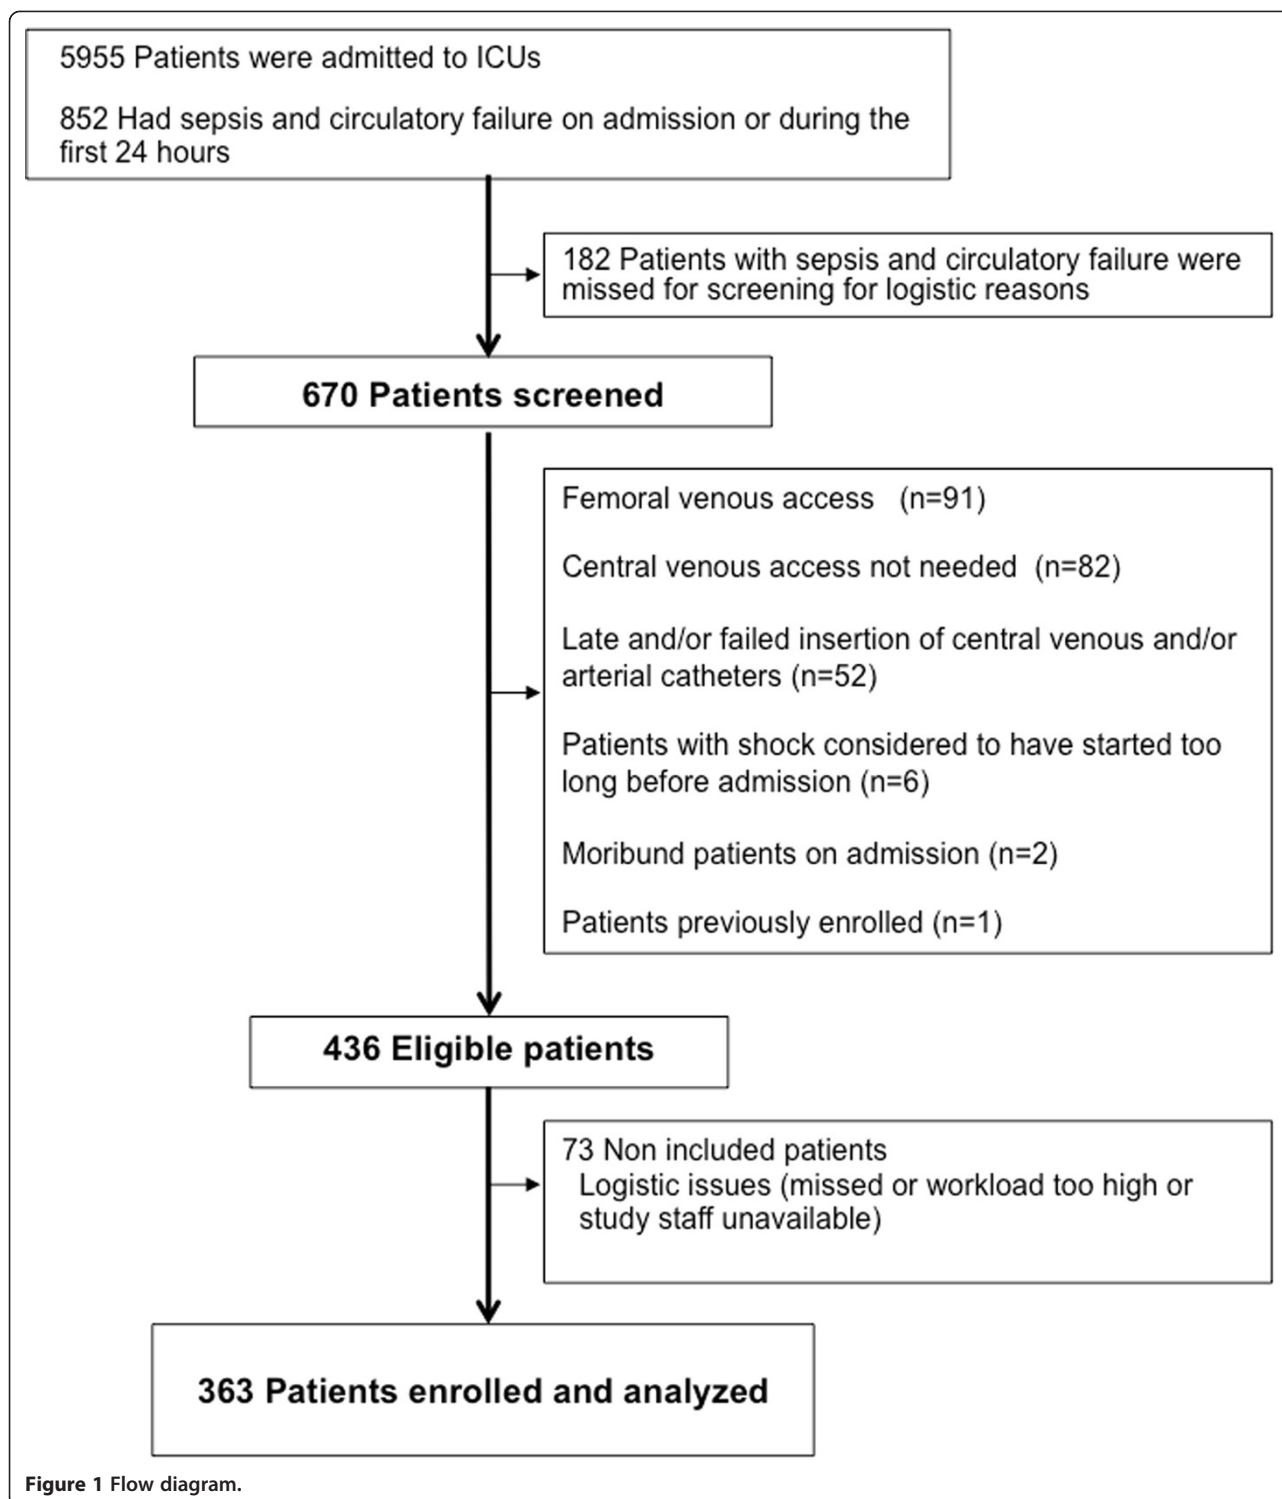 5955 Patients were admitted to ICUs
852 Had sepsis and circulatory failure on admission or during the
first 24 hours
182 Patients with sepsis and circulatory failure were
missed for screening for logistic reasons
670 Patients screened
Femoral venous access (n=91)
Central venous access not needed (n=82)
Late and/or failed insertion of central venous and/or
arterial catheters (n=52)
Patients with shock considered to have started too
long before admission (n=6)
Moribund patients on admission (n=2)
Patients previously enrolled (n=1)
436 Eligible patients
73 Non included patients
Logistic issues (missed or workload too high or
study staff unavailable)
363 Patients enrolled and analyzed
Figure 1 Flow diagram.